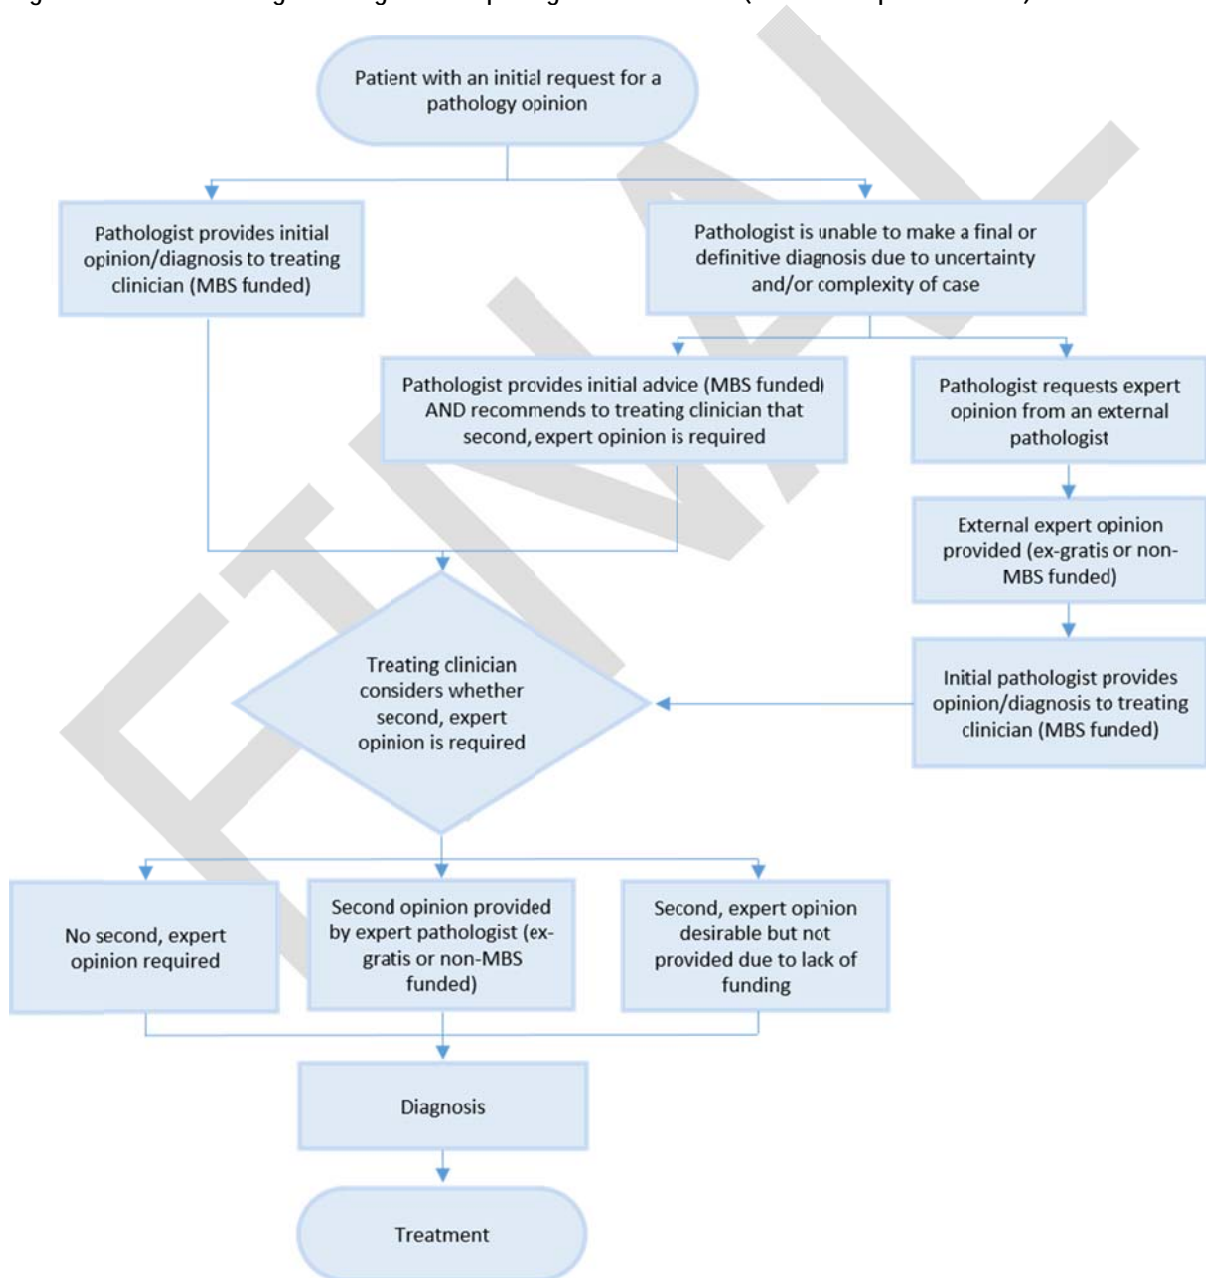 Patient with an initial request for a
pathology opinion
Pathologist provides initial
opinion/diagnosis to treating
clinician (MBS funded)
Pathologist is unable to make a final or
definitive diagnosis due to uncertainty
and/or complexity of case
Pathologist provides initial advice (MBS funded)
AND recommends to treating clinician that
second, expert opinion is required
Pathologist requests expert
opinion from an external
pathologist
External expert opinion
provided (ex-gratis or non-
MBS funded)
Initial pathologist provides
opinion/diagnosis to treating
clinician (MBS funded)
Treating clinician
considers whether
second, expert
opinion is required
No second, expert
opinion required
Second opinion provided
by expert pathologist (ex-
gratis or non-MBS
funded)
Second, expert opinion
desirable but not
provided due to lack of
funding
Diagnosis
Treatment
FINAL